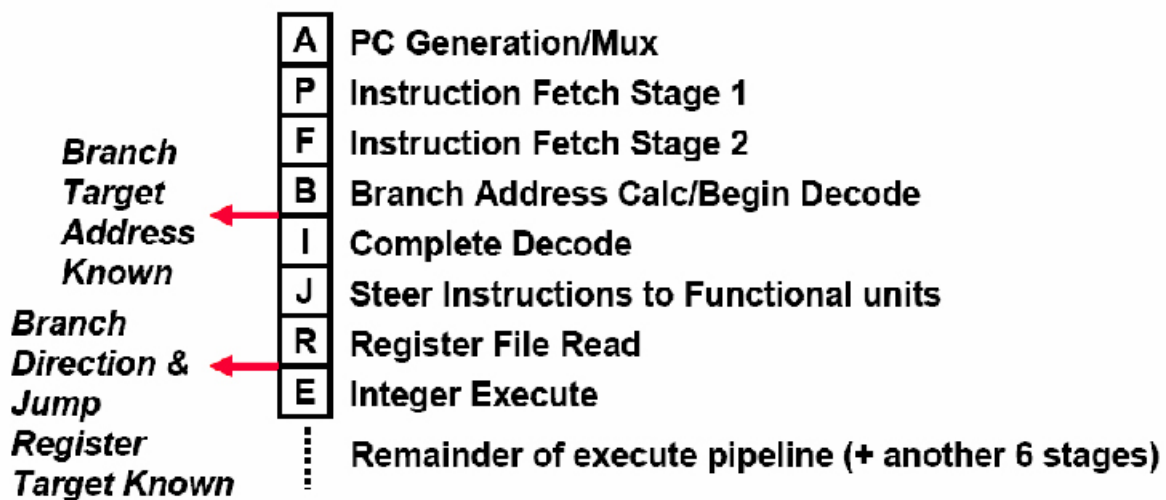 A PC Generation/Mux
P Instruction Fetch Stage 1
F Instruction Fetch Stage 2
B Branch Address Calc/Begin Decode
I Complete Decode
J Steer Instructions to Functional units
R Register File Read
E Integer Execute
Remainder of execute pipeline (+ another 6 stages)
Branch
Target
Address
Known
Branch
Direction &
Jump
Register
Target Known